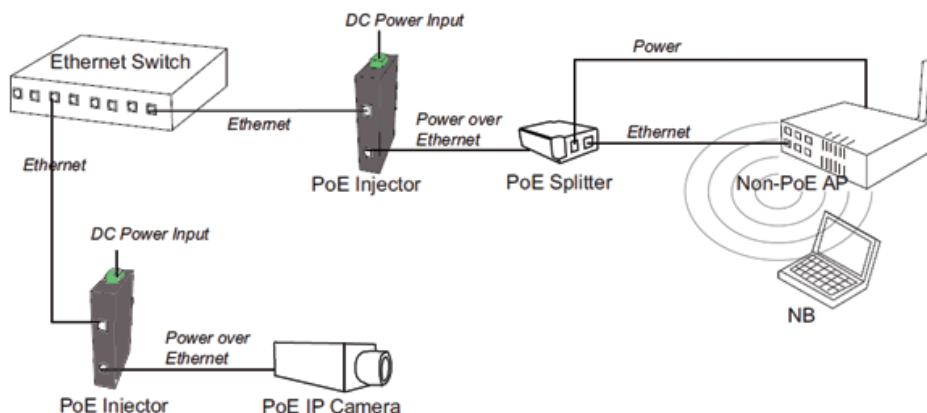 DC Power Input
Ethernet Switch
Power
Ethernet
Power over
Ethernet
Ethernet
Ethernet
PoE Injector
PoE Splitter
Non-PoE AP
DC Power Input
NB
Power over
Ethernet
PoE Injector
PoE IP Camera